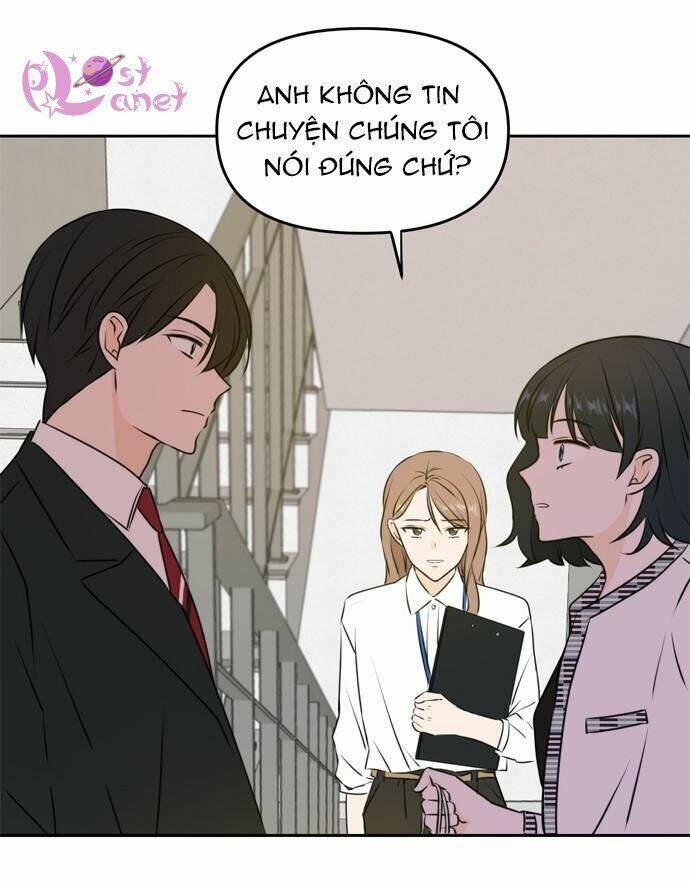 Lost
Planet
ANH KHÔNG TIN
CHUYỆN CHÚNG TÔI
NÓI ĐÚNG CHỨ?